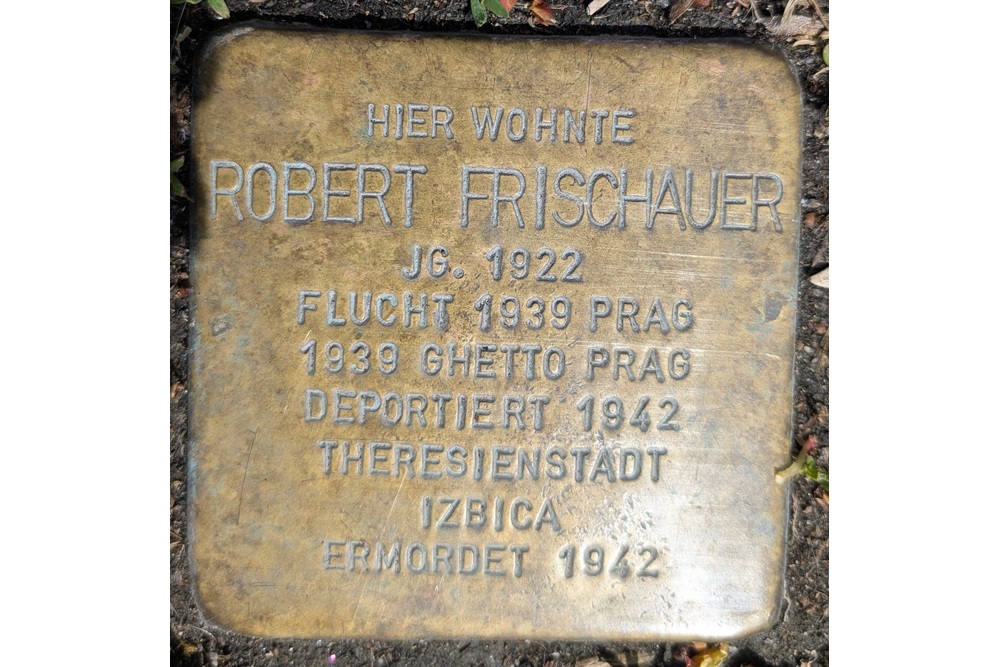 HIER WOHNTE
ROBERT FRISCHAUER
JG. 1922
FLUCHT 1939 PRAG
1939 GHETTO PRAG
DEPORTIERT 1942
THERESIENSTADT
IZBICA
ERMORDET 1942